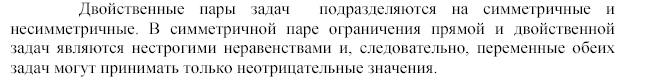 Двойственные пары задач подразделяются на симметричные и
несимметричные. В симметричной паре ограничения прямой и двойственной
задач являются нестрогими неравенствами и, следовательно, переменные обеих
задач могут принимать только неотрицательные значения.